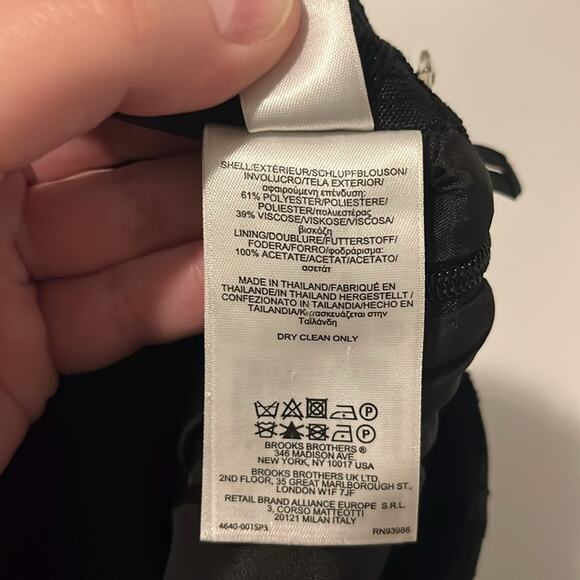 SHELL/EXTÉRIEUR/SCHLUPFBLOUSON/
INVOLUCRO/TELA EXTERIOR/
αφαιρούμενη επένδυση:
61% POLYESTER/POLIESTERE/
POLIESTER/πολυεστέρας
39% VISCOSE/VISKOSE/VISCOSA/
βισκόζη
LINING/DOUBLURE/FUTTERSTOFF/
FODERA/FORRO/φοδράρισμα:
100% ACETATE/ACETAT/ACETATO/
ασετάτ
MADE IN THAILAND/FABRIQUÉ EN
THAÏLANDE/IN THAILAND HERGESTELLT/
CONFEZIONATO IN TAILANDIA/HECHO EN
TAILANDIA/Κατασκευάζεται στην
Ταϊλάνδη
DRY CLEAN ONLY
P
P
BROOKS BROTHERS ®
346 MADISON AVE
NEW YORK, NY 10017 USA
BROOKS BROTHERS UK LTD.
2ND FLOOR, 35 GREAT MARLBOROUGH ST.,
LONDON W1F 7JF
RETAIL BRAND ALLIANCE EUROPE S.R.L.
3, CORSO MATTEOTTI
20121 MILAN ITALY
4640-001SP3 RN93986